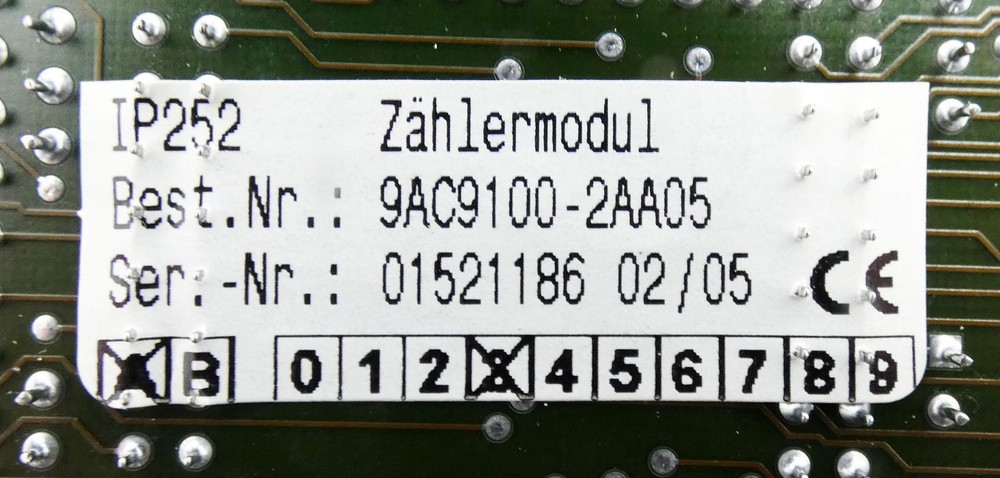 IP252 Zählermodul
Best.Nr.: 9AC9100-2AA05
Ser.-Nr.: 01521186 02/05 CE
A B 0 1 2 3 4 5 6 7 8 9